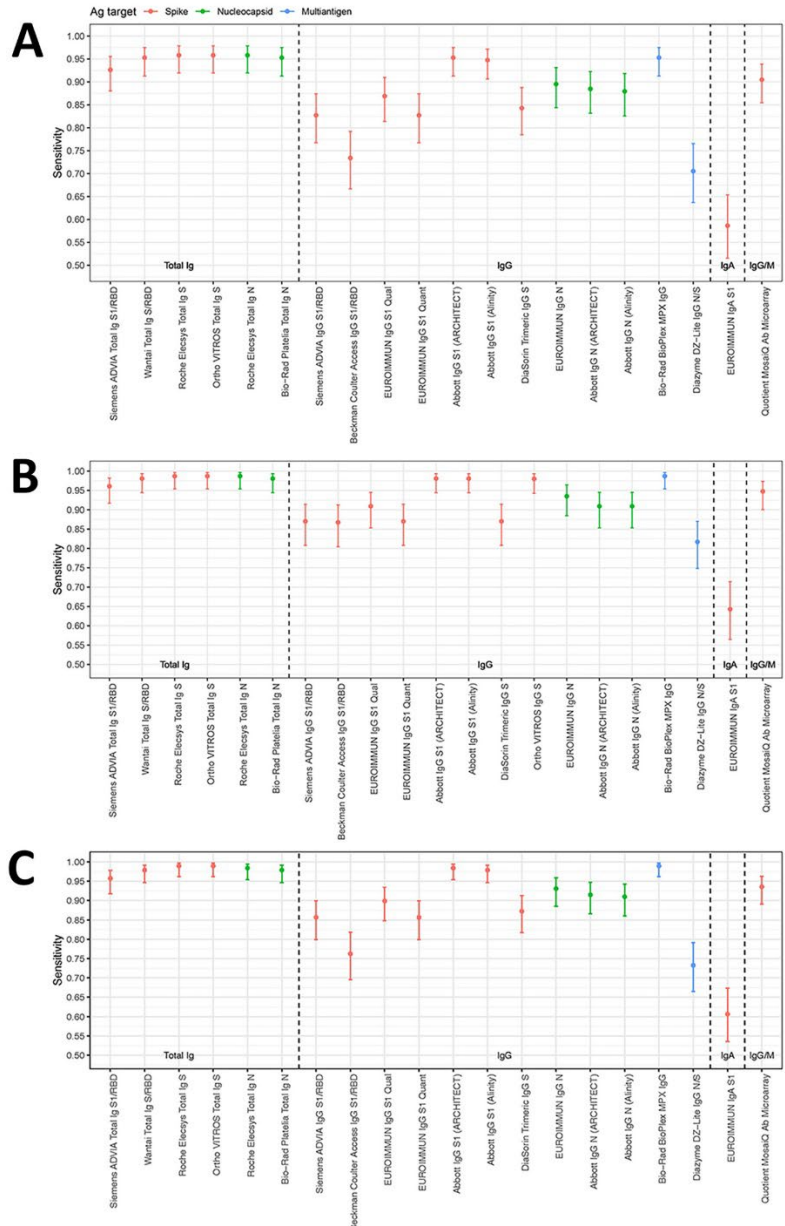 Ag target Spike Nucleocapsid Multiantigen
A
1.00
0.95
0.90
0.85
0.80
0.75
0.70
0.65
0.60
0.55
0.50
Sensitivity
Total Ig IgG IgA IgG/M
Siemens ADVIA Total Ig S1/RBD
Wantai Total Ig S/RBD
Roche Elecsys Total Ig S
Ortho VITROS Total Ig S
Roche Elecsys Total Ig N
Bio-Rad Platelia Total Ig N
Siemens ADVIA IgG S1/RBD
Beckman Coulter Access IgG S1/RBD
EUROIMMUN IgG S1 Qual
EUROIMMUN IgG S1 Quant
Abbott IgG S1 (ARCHITECT)
Abbott IgG S1 (Alinity)
DiaSorin Trimeric IgG S
EUROIMMUN IgG N
Abbott IgG N (ARCHITECT)
Abbott IgG N (Alinity)
Bio-Rad BioPlex MPX IgG
Diazyme DZ-Lite IgG N/S
EUROIMMUN IgA S1
Quotient MosaiQ Ab Microarray
B
1.00
0.95
0.90
0.85
0.80
0.75
0.70
0.65
0.60
0.55
0.50
Sensitivity
Total Ig IgG IgA IgG/M
Siemens ADVIA Total Ig S1/RBD
Wantai Total Ig S/RBD
Roche Elecsys Total Ig S
Ortho VITROS Total Ig S
Roche Elecsys Total Ig N
Bio-Rad Platelia Total Ig N
Siemens ADVIA IgG S1/RBD
Beckman Coulter Access IgG S1/RBD
EUROIMMUN IgG S1 Qual
EUROIMMUN IgG S1 Quant
Abbott IgG S1 (ARCHITECT)
Abbott IgG S1 (Alinity)
DiaSorin Trimeric IgG S
Ortho VITROS IgG S
EUROIMMUN IgG N
Abbott IgG N (ARCHITECT)
Abbott IgG N (Alinity)
Bio-Rad BioPlex MPX IgG
Diazyme DZ-Lite IgG N/S
EUROIMMUN IgA S1
Quotient MosaiQ Ab Microarray
C
1.00
0.95
0.90
0.85
0.80
0.75
0.70
0.65
0.60
0.55
0.50
Sensitivity
Total Ig IgG IgA IgG/M
Siemens ADVIA Total Ig S1/RBD
Wantai Total Ig S/RBD
Roche Elecsys Total Ig S
Ortho VITROS Total Ig S
Roche Elecsys Total Ig N
Bio-Rad Platelia Total Ig N
Siemens ADVIA IgG S1/RBD
Beckman Coulter Access IgG S1/RBD
EUROIMMUN IgG S1 Qual
EUROIMMUN IgG S1 Quant
Abbott IgG S1 (ARCHITECT)
Abbott IgG S1 (Alinity)
DiaSorin Trimeric IgG S
EUROIMMUN IgG N
Abbott IgG N (ARCHITECT)
Abbott IgG N (Alinity)
Bio-Rad BioPlex MPX IgG
Diazyme DZ-Lite IgG N/S
EUROIMMUN IgA S1
Quotient MosaiQ Ab Microarray